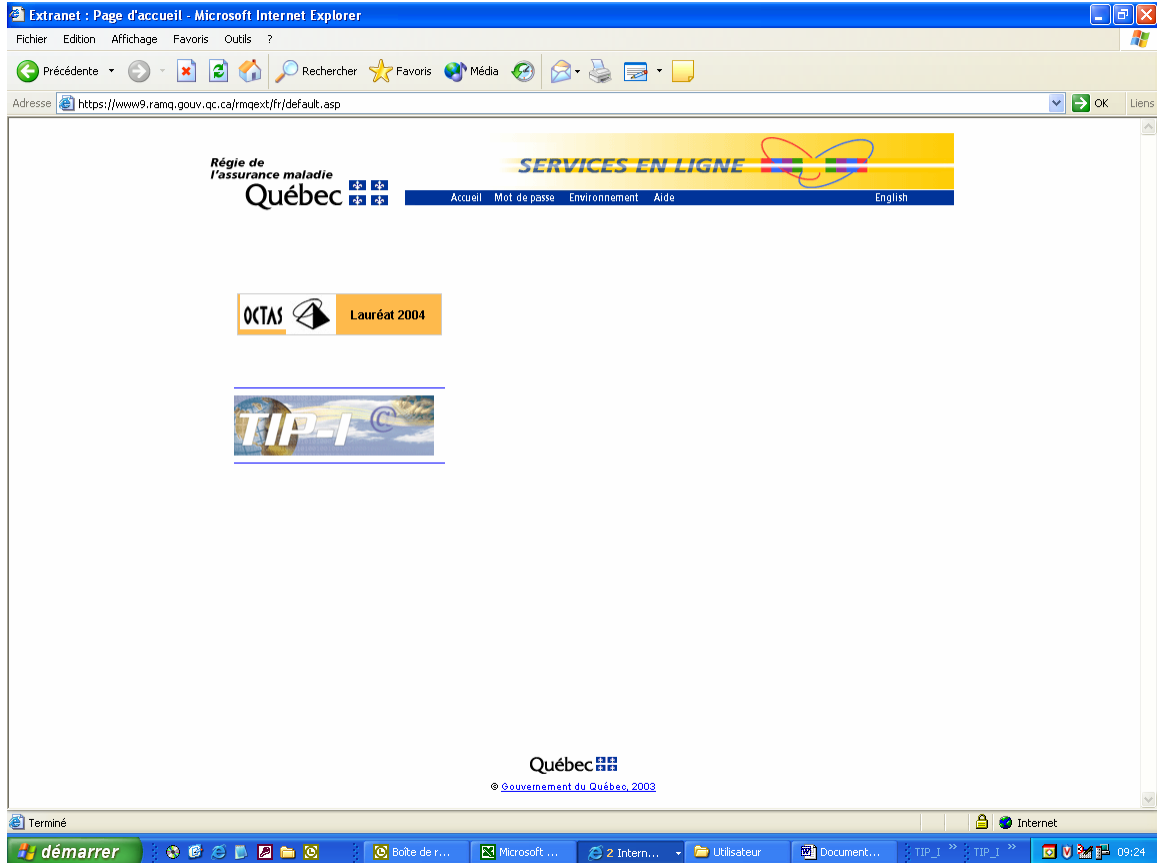 Extranet : Page d'accueil - Microsoft Internet Explorer
Fichier Edition Affichage Favoris Outils ?
Précédente Rechercher Favoris Média
Adresse https://www9.ramq.gouv.qc.ca/rmqext/fr/default.asp OK Liens
Régie de
l'assurance maladie
Québec
SERVICES EN LIGNE
Accueil Mot de passe Environnement Aide English
OCTAS Lauréat 2004
TIP-I ©
Québec
© Gouvernement du Québec, 2003
Terminé Internet
démarrer Boîte de r... Microsoft ... 2 Intern... Utilisateur Document... TIP_I » TIP_I » 09:24